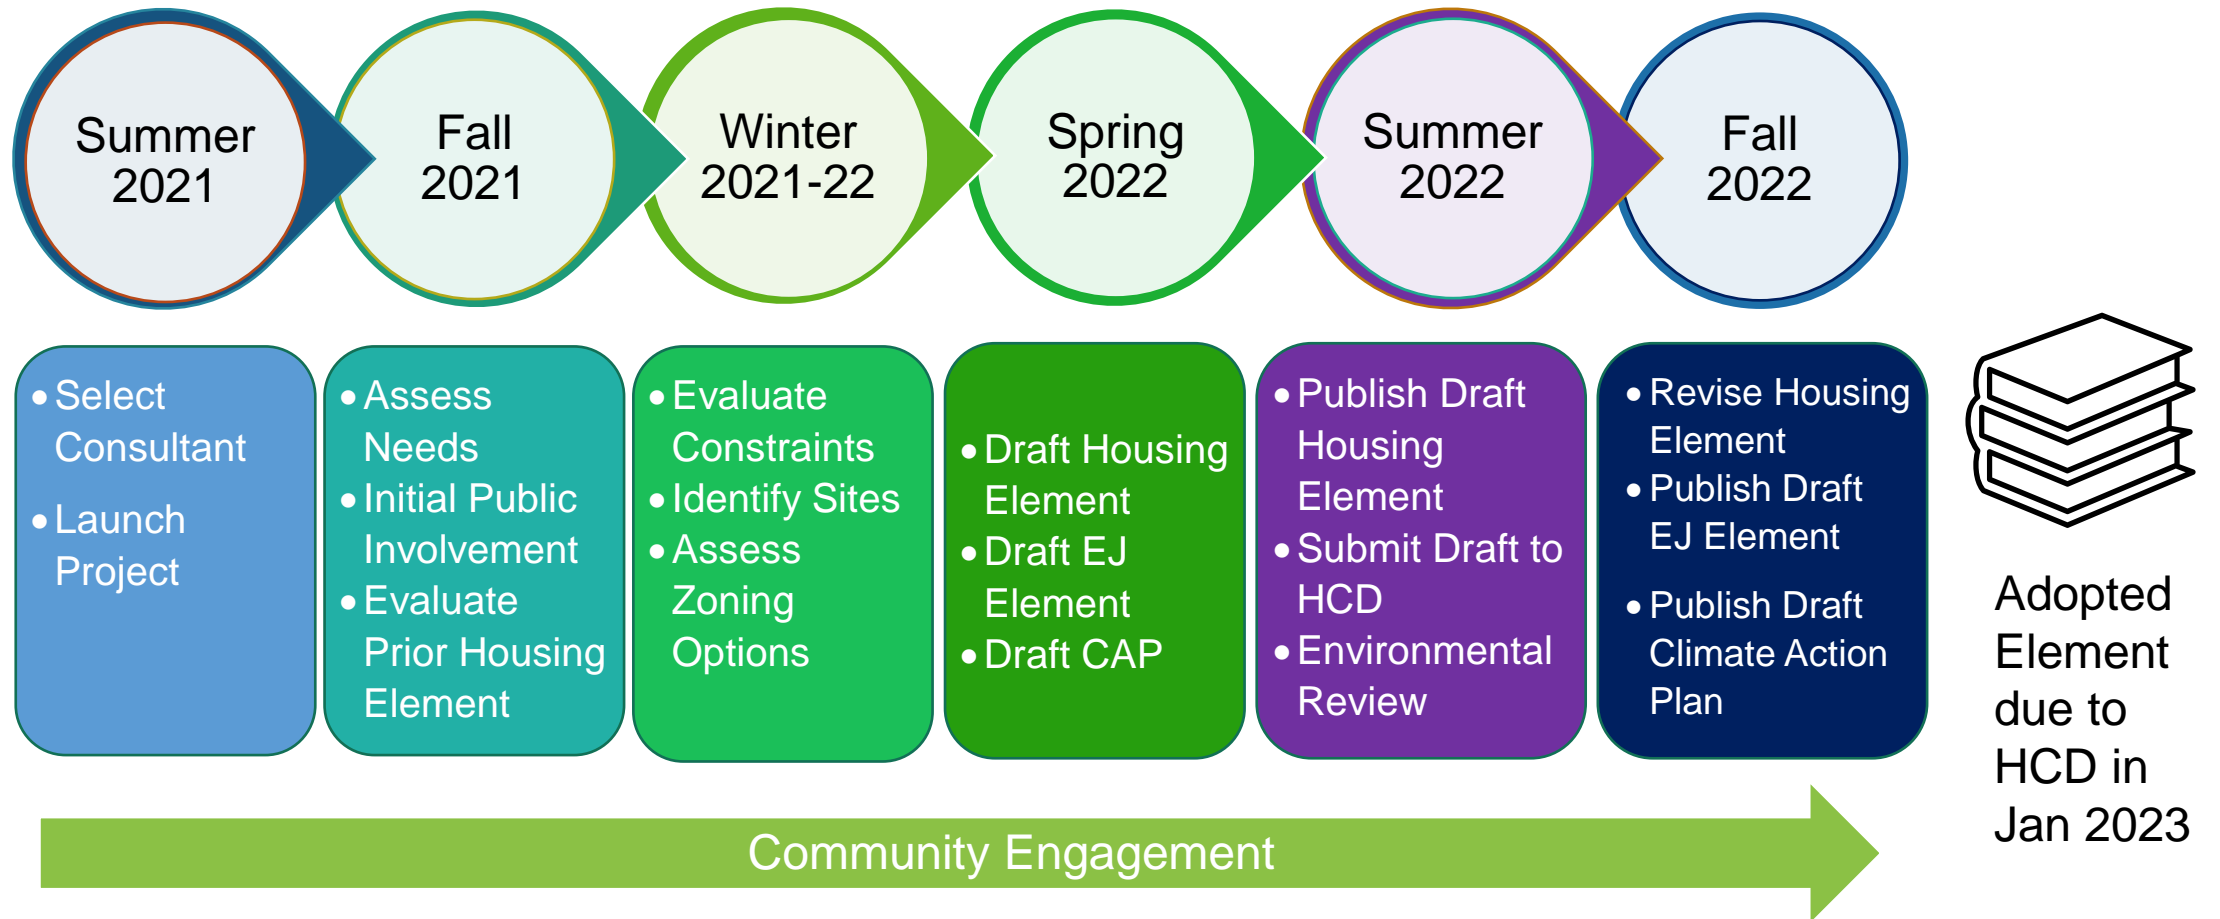 Summer
2021
Fall
2021
Winter
2021-22
Spring
2022
Summer
2022
Fall
2022
• Select
Consultant
• Launch
Project
• Assess
Needs
• Initial Public
Involvement
• Evaluate
Prior Housing
Element
• Evaluate
Constraints
• Identify Sites
• Assess
Zoning
Options
• Draft Housing
Element
• Draft EJ
Element
• Draft CAP
• Publish Draft
Housing
Element
• Submit Draft to
HCD
• Environmental
Review
• Revise Housing
Element
• Publish Draft
EJ Element
• Publish Draft
Climate Action
Plan
Adopted
Element
due to
HCD in
Jan 2023
Community Engagement